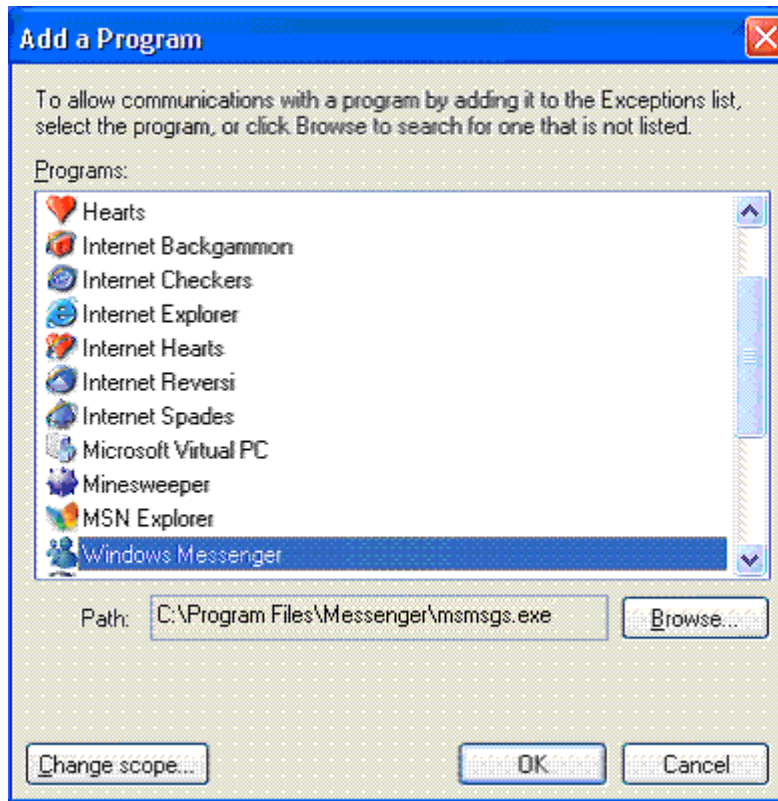 Add a Program
To allow communications with a program by adding it to the Exceptions list,
select the program, or click Browse to search for one that is not listed.
Programs:
Hearts
Internet Backgammon
Internet Checkers
Internet Explorer
Internet Hearts
Internet Reversi
Internet Spades
Microsoft Virtual PC
Minesweeper
MSN Explorer
Windows Messenger
Path: C:\Program Files\Messenger\msmsgs.exe Browse...
Change scope... OK Cancel